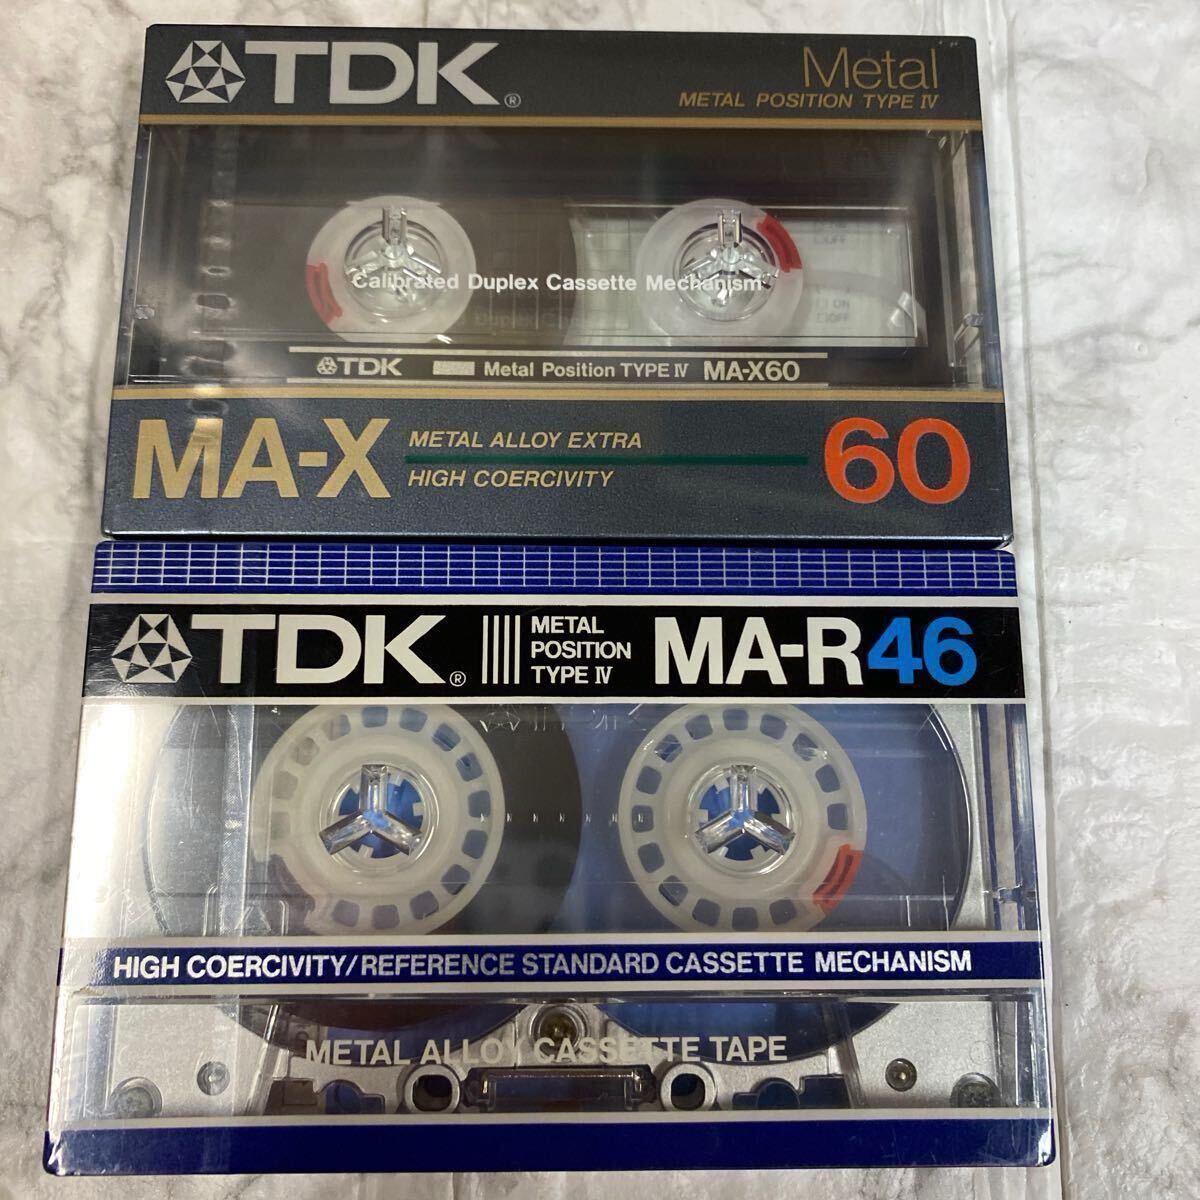 TDK®
Metal
METAL POSITION TYPE IV
Calibrated Duplex Cassette Mechanism
TDK Metal Position TYPE IV MA-X60
MA-X
METAL ALLOY EXTRA
HIGH COERCIVITY
60
TDK®
METAL
POSITION
TYPE IV
MA-R46
HIGH COERCIVITY/REFERENCE STANDARD CASSETTE MECHANISM
METAL ALLOY CASSETTE TAPE